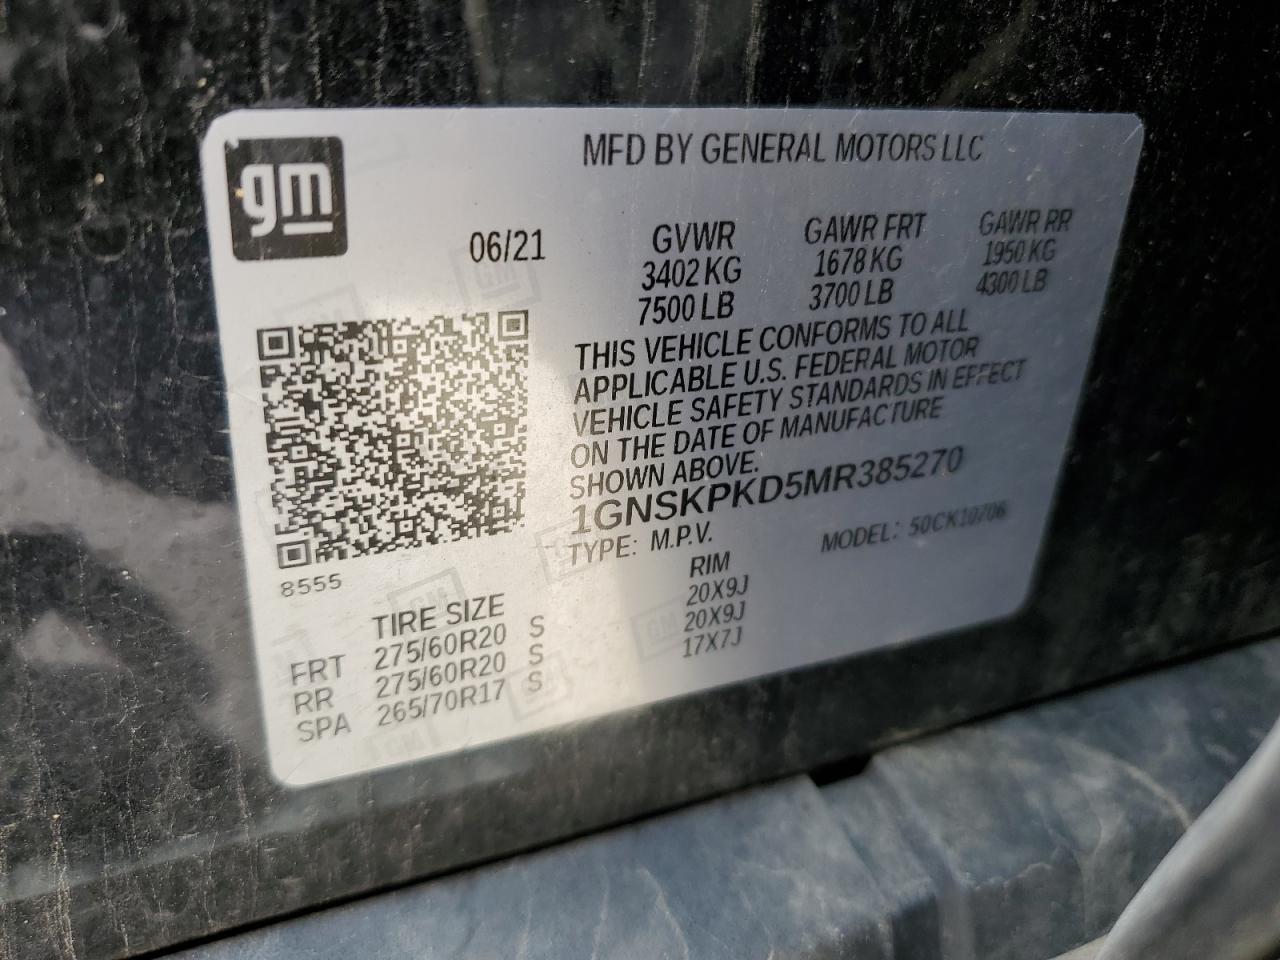 gm
MFD BY GENERAL MOTORS LLC
06/21
GVWR
3402 KG
7500 LB
GAWR FRT
1678 KG
3700 LB
GAWR RR
1950 KG
4300 LB
THIS VEHICLE CONFORMS TO ALL
APPLICABLE U.S. FEDERAL MOTOR
VEHICLE SAFETY STANDARDS IN EFFECT
ON THE DATE OF MANUFACTURE
SHOWN ABOVE.
1GNSKPKD5MR385270
TYPE: M.P.V.
MODEL: 50CK10706
8555
TIRE SIZE RIM
FRT 275/60R20 S 20X9J
RR 275/60R20 S 20X9J
SPA 265/70R17 S 17X7J